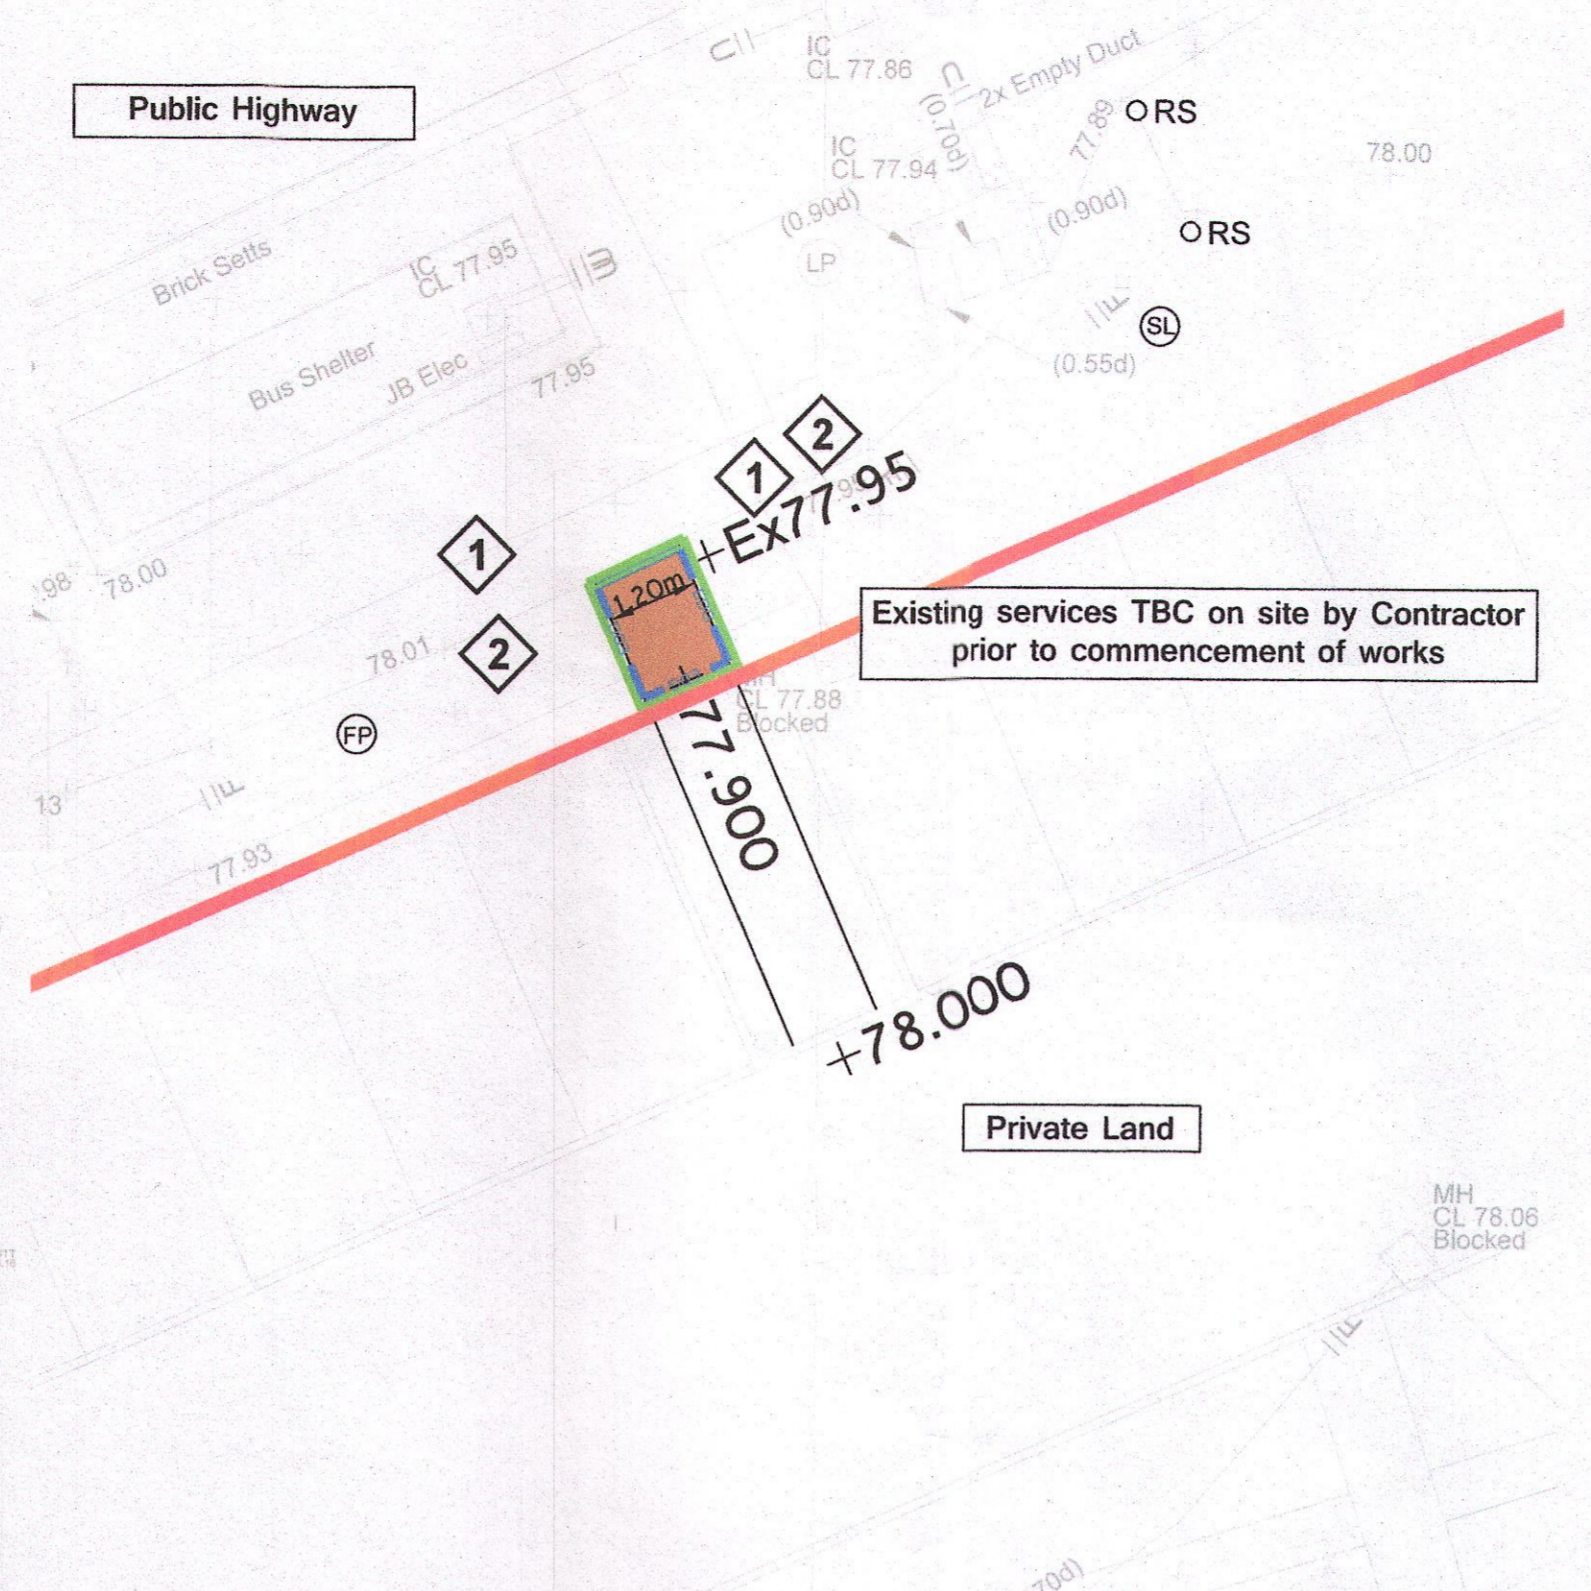 Public Highway
IC
CL 77.86
2x Empty Duct
(0.70d)
77.89
RS
78.00
IC
CL 77.94
(0.90d)
(0.90d)
RS
LP
Brick Setts
IC
CL 77.95
F
SL
(0.55d)
Bus Shelter
JB Elec
77.95
1
2
+Ex77.95
1
2
.98
78.00
78.01
1.20m
Existing services TBC on site by Contractor
prior to commencement of works
MH
CL 77.88
Blocked
FP
77.900
F
13
77.93
+78.000
Private Land
MH
CL 78.06
Blocked
F
70d)